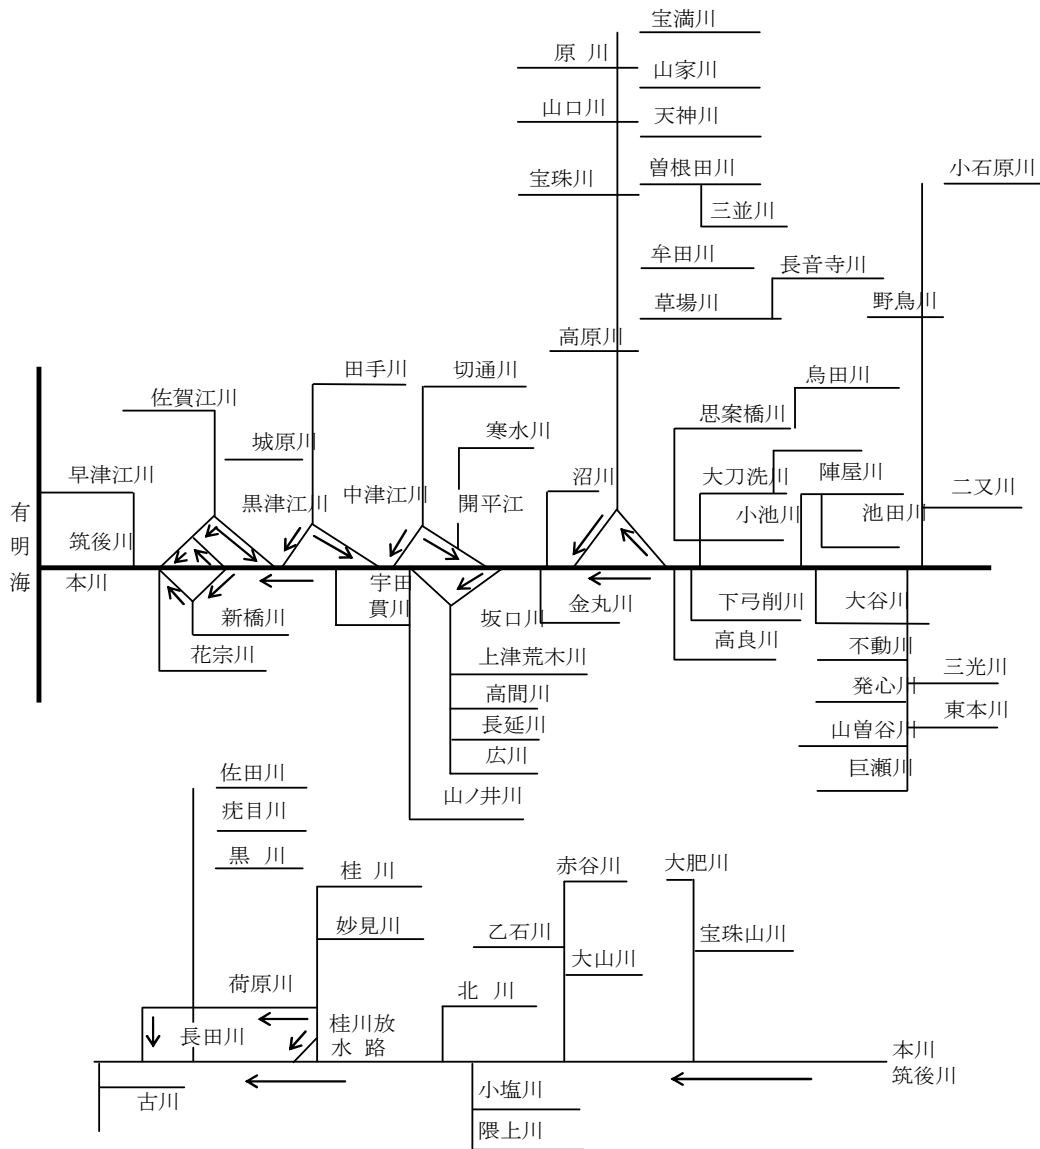 宝満川
原 川
山家川
山口川
天神川
曽根田川
小石原川
宝珠川
三並川
牟田川
長音寺川
草場川
野鳥川
高原川
田手川
切通川
烏田川
佐賀江川
思案橋川
城原川
寒水川
早津江川
沼川
大刀洗川
陣屋川
二又川
黒津江川
中津江川
開平江
小池川
池田川
有明海
筑後川
本川
宇田貫川
新橋川
坂口川
金丸川
下弓削川
大谷川
花宗川
高良川
不動川
上津荒木川
三光川
高間川
発心川
東本川
長延川
山曽谷川
広川
巨瀬川
山ノ井川
佐田川
疣目川
黒 川
桂 川
赤谷川
大肥川
妙見川
乙石川
宝珠山川
大山川
荷原川
北 川
長田川
桂川放
水 路
本川
筑後川
古川
小塩川
隈上川